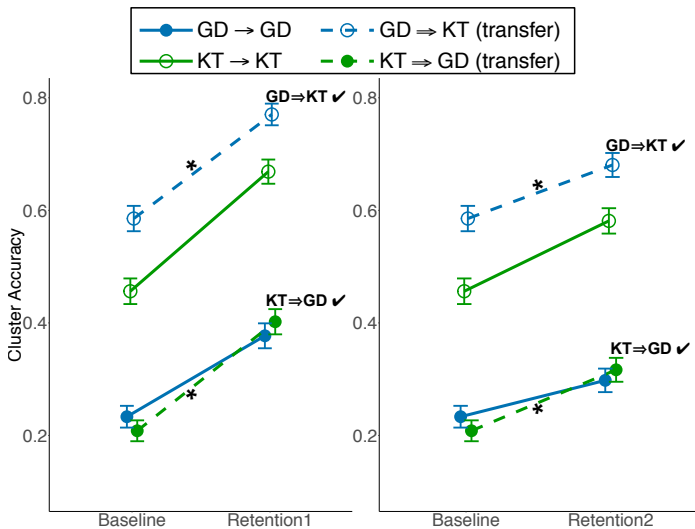 GD → GD GD ⇒ KT (transfer)
KT → KT KT ⇒ GD (transfer)
Cluster Accuracy
0.8
0.6
0.4
0.2
GD⇒KT ✔
*
KT⇒GD ✔
*
Baseline Retention1
0.8
0.6
0.4
0.2
GD⇒KT ✔
*
KT⇒GD ✔
*
Baseline Retention2